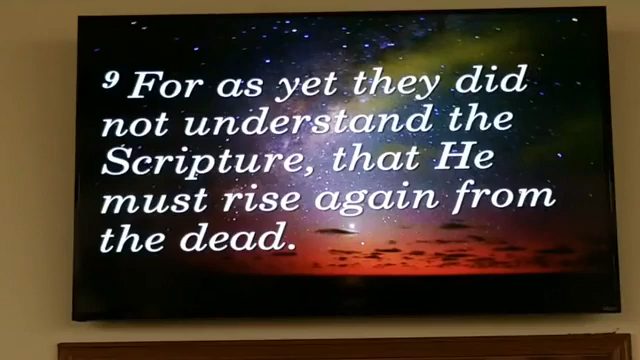 9 For as yet they did
not understand the
Scripture, that He
must rise again from
the dead.